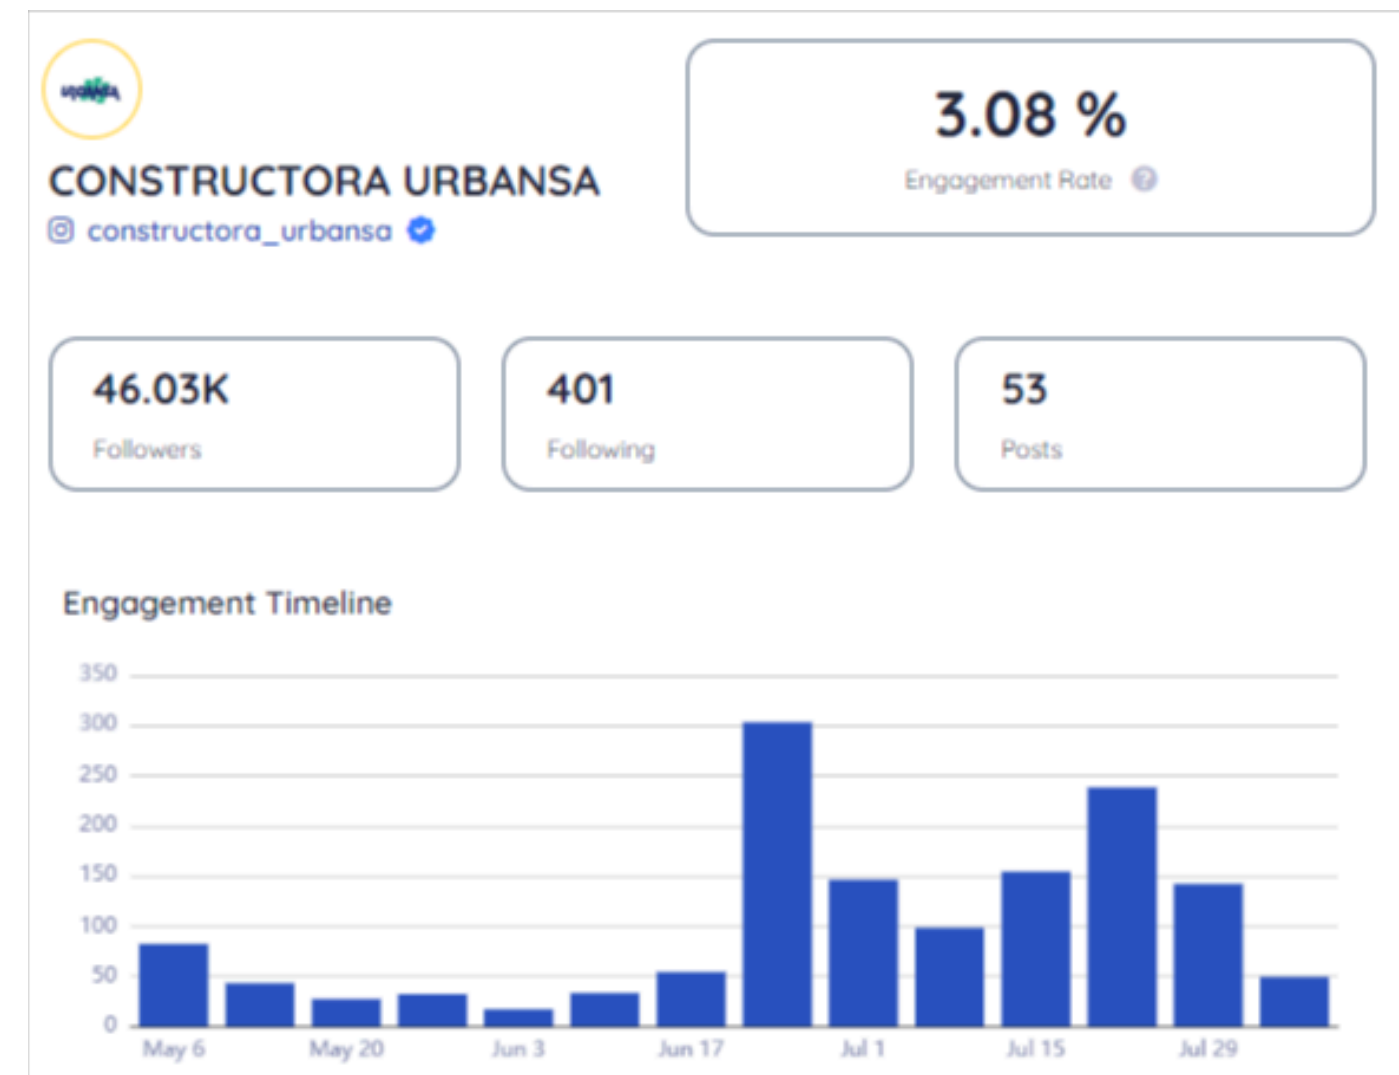 CONSTRUCTORA URBANSA
constructora_urbansa
3.08 %
Engagement Rate ?
46.03K
Followers
401
Following
53
Posts
Engagement Timeline
350
300
250
200
150
100
50
0
May 6 May 20 Jun 3 Jun 17 Jul 1 Jul 15 Jul 29